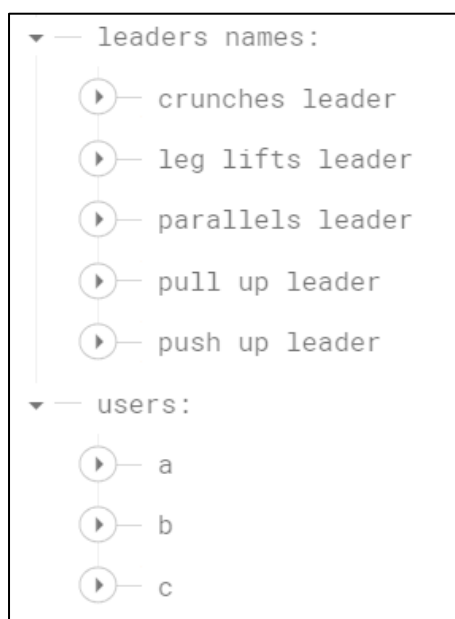 leaders names:
crunches leader
leg lifts leader
parallels leader
pull up leader
push up leader
users:
a
b
c